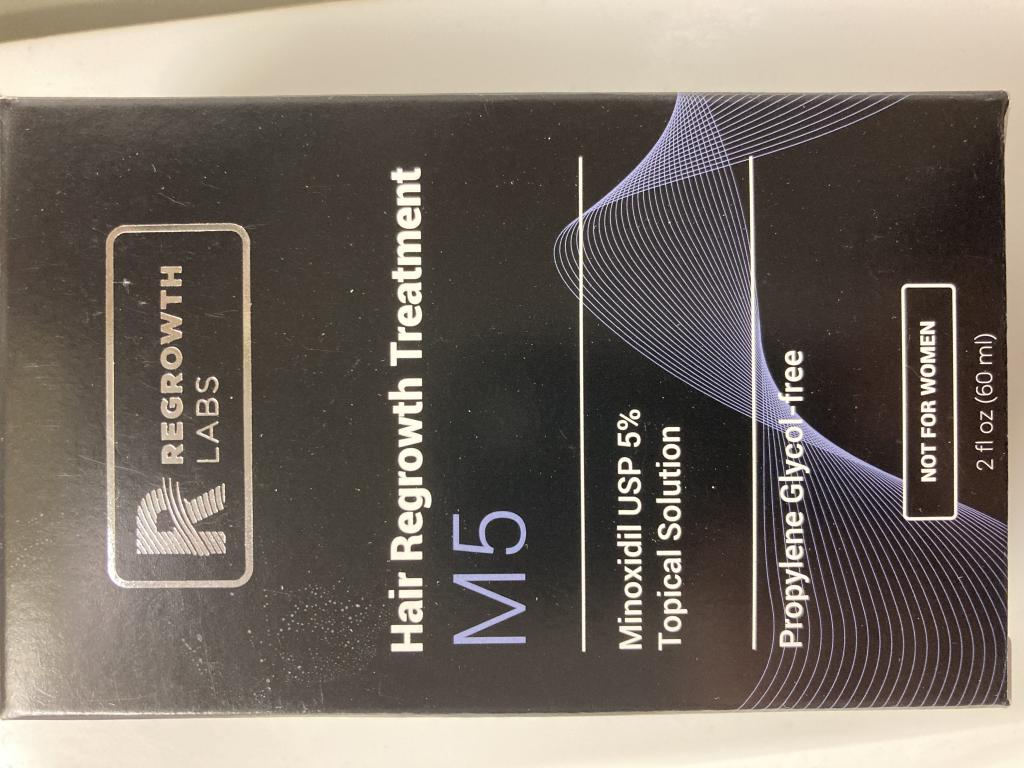 REGROWTH
LABS
Hair Regrowth Treatment
M5
Minoxidil USP 5%
Topical Solution
Propylene Glycol-free
NOT FOR WOMEN
2 fl oz (60 ml)